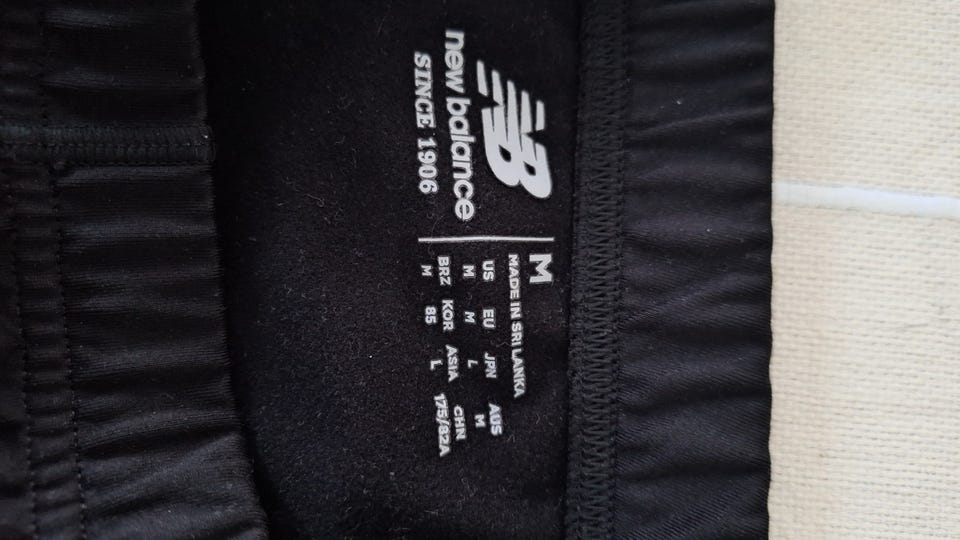 NB
new balance
SINCE 1906
M
MADE IN SRI LANKA
US EU JPN AUS
M M L M
BRZ KOR ASIA CHN
M 85 L 175/82A